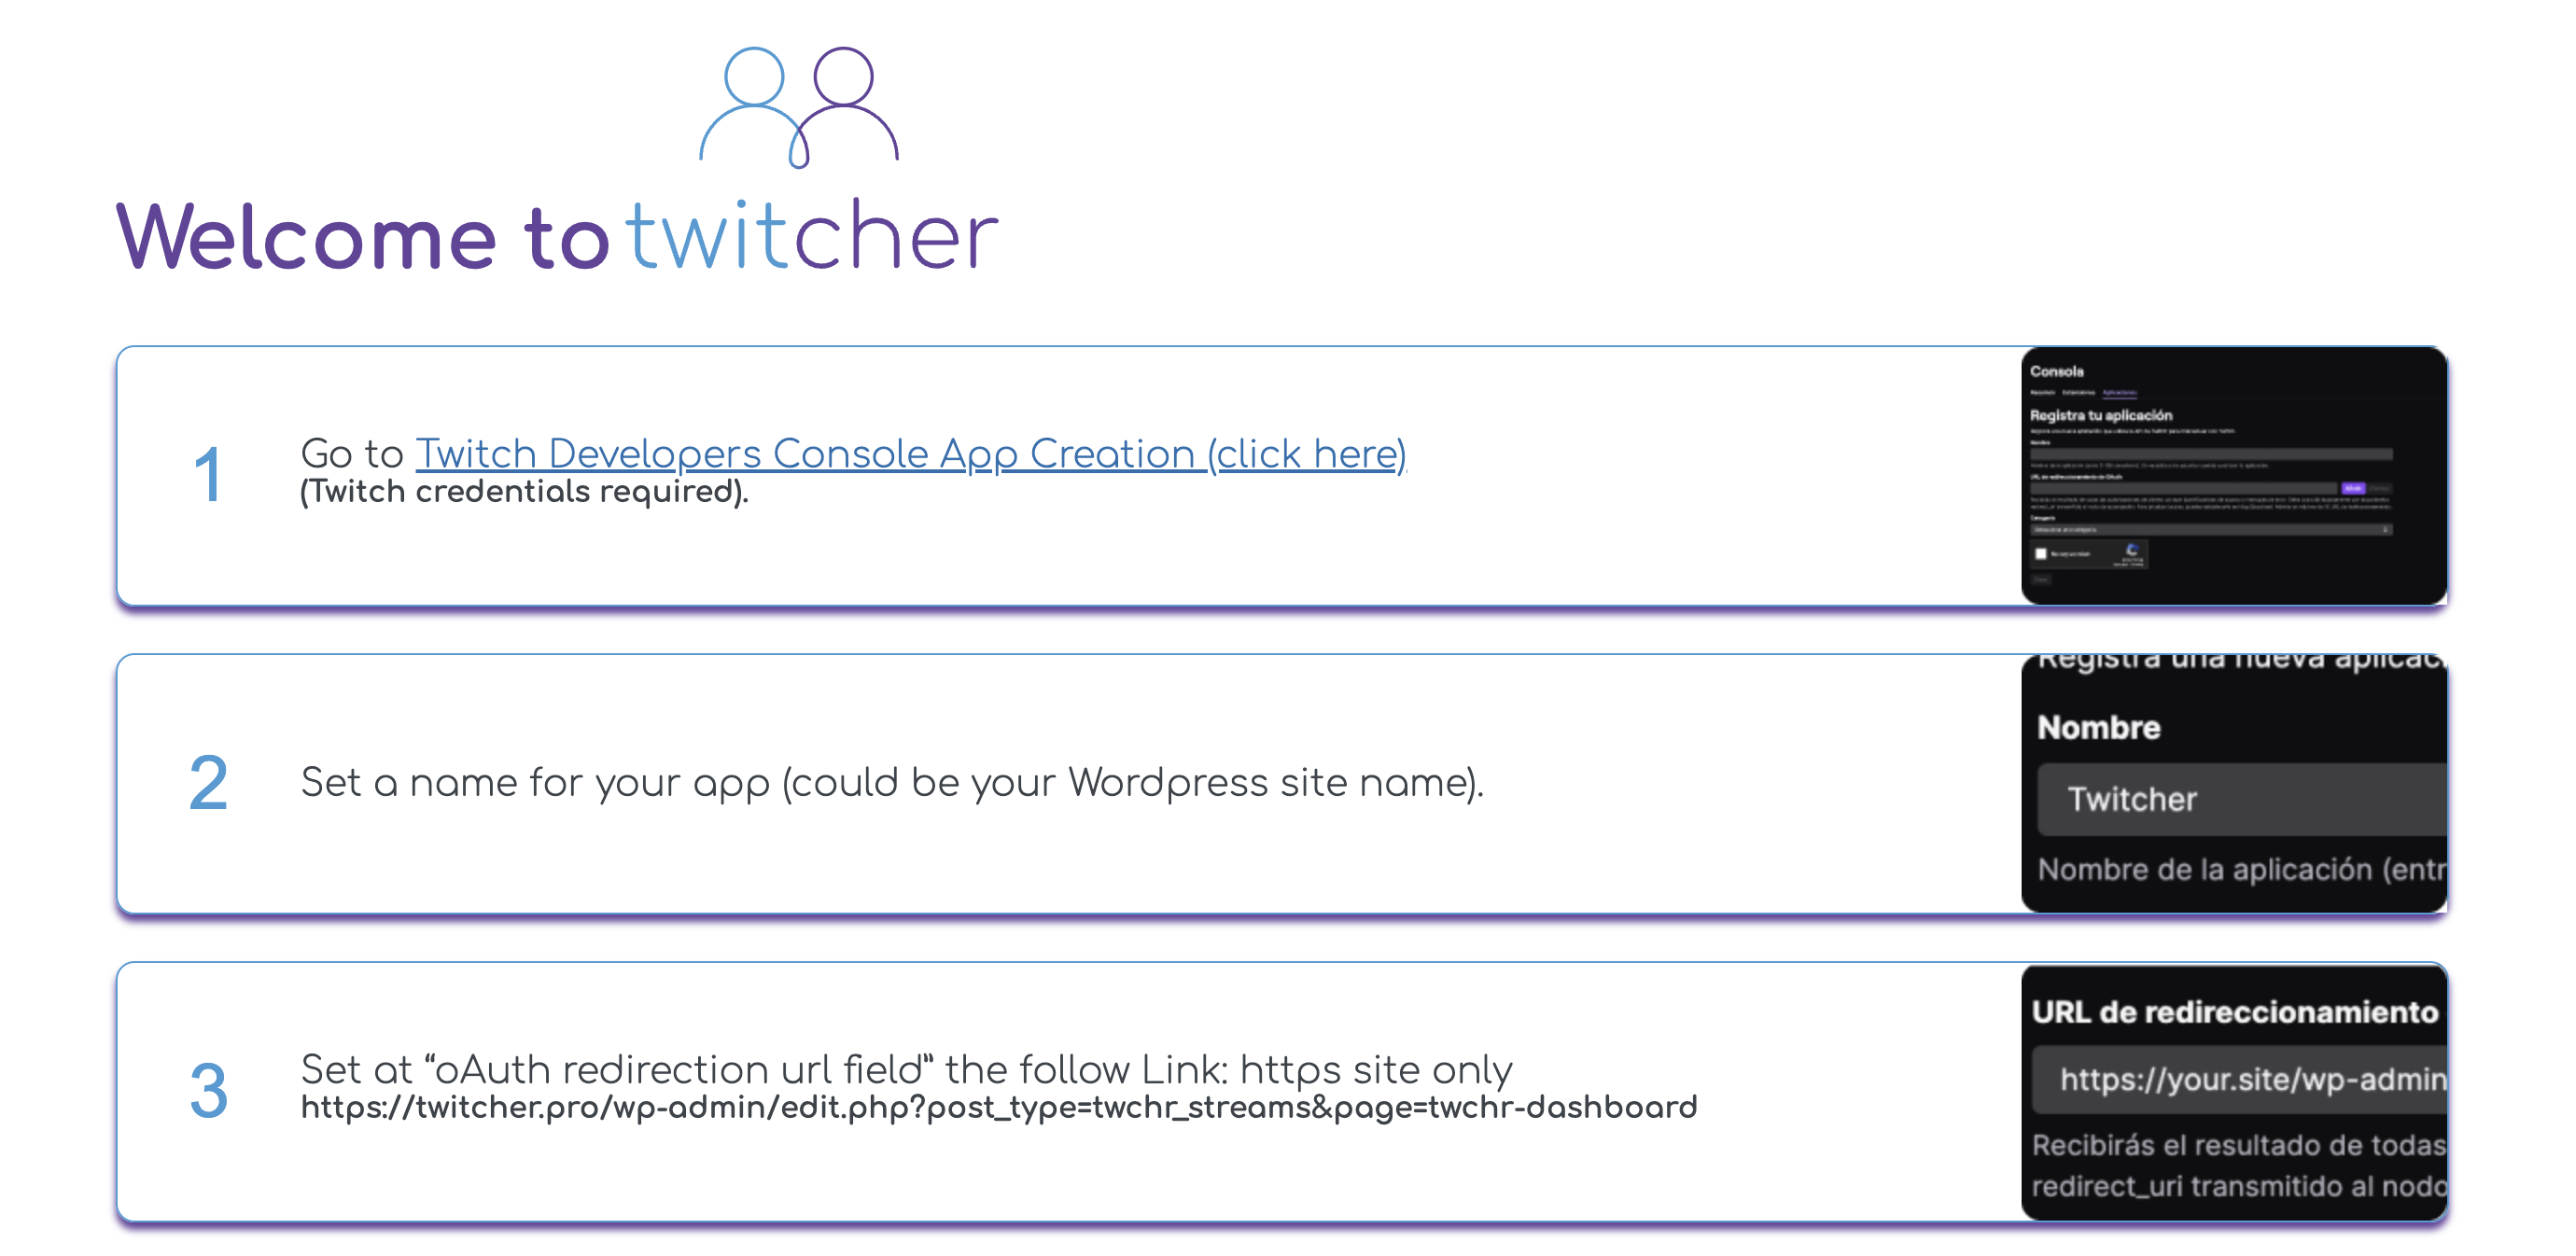 Welcome to twitcher
1
Go to Twitch Developers Console App Creation (click here)
(Twitch credentials required).
Consola
Registra tu aplicación
2
Set a name for your app (could be your Wordpress site name).
Registra una nueva aplicac
Nombre
Twitcher
Nombre de la aplicación (entr
3
Set at “oAuth redirection url field” the follow Link: https site only
https://twitcher.pro/wp-admin/edit.php?post_type=twchr_streams&page=twchr-dashboard
URL de redireccionamiento
https://your.site/wp-admin
Recibirás el resultado de todas
redirect_uri transmitido al nodo